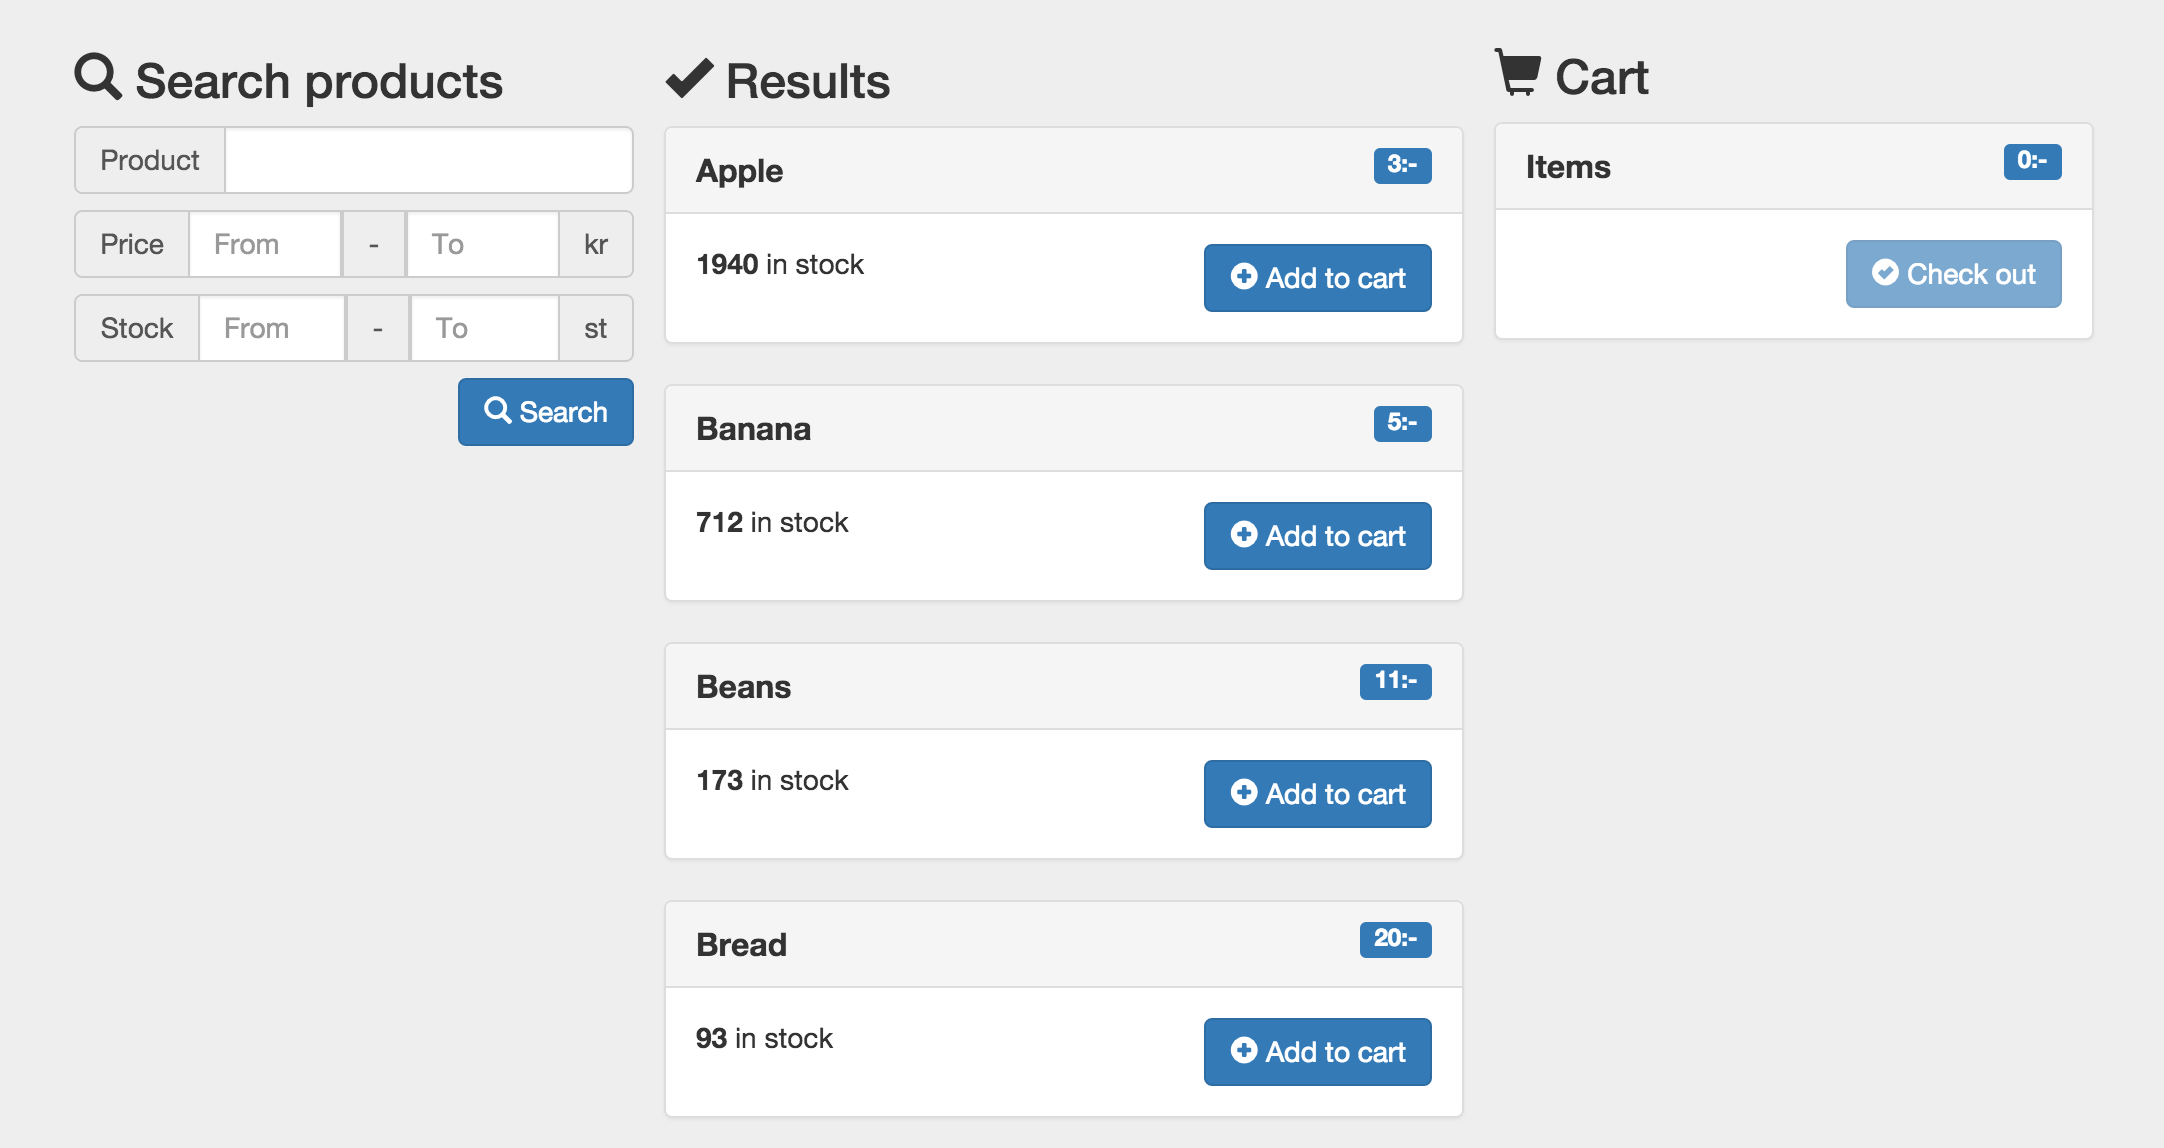 Search products
Product
Price From - To kr
Stock From - To st
Search
Results
Apple 3:-
1940 in stock Add to cart
Banana 5:-
712 in stock Add to cart
Beans 11:-
173 in stock Add to cart
Bread 20:-
93 in stock Add to cart
Cart
Items 0:-
Check out